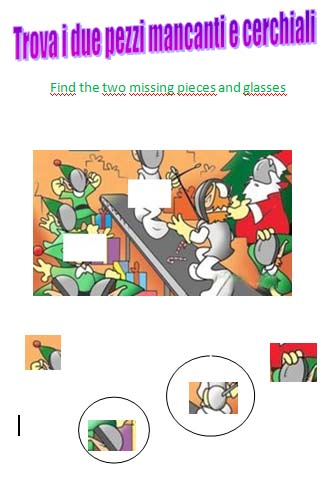 Trova i due pezzi mancanti e cerchiali
Find the two missing pieces and glasses